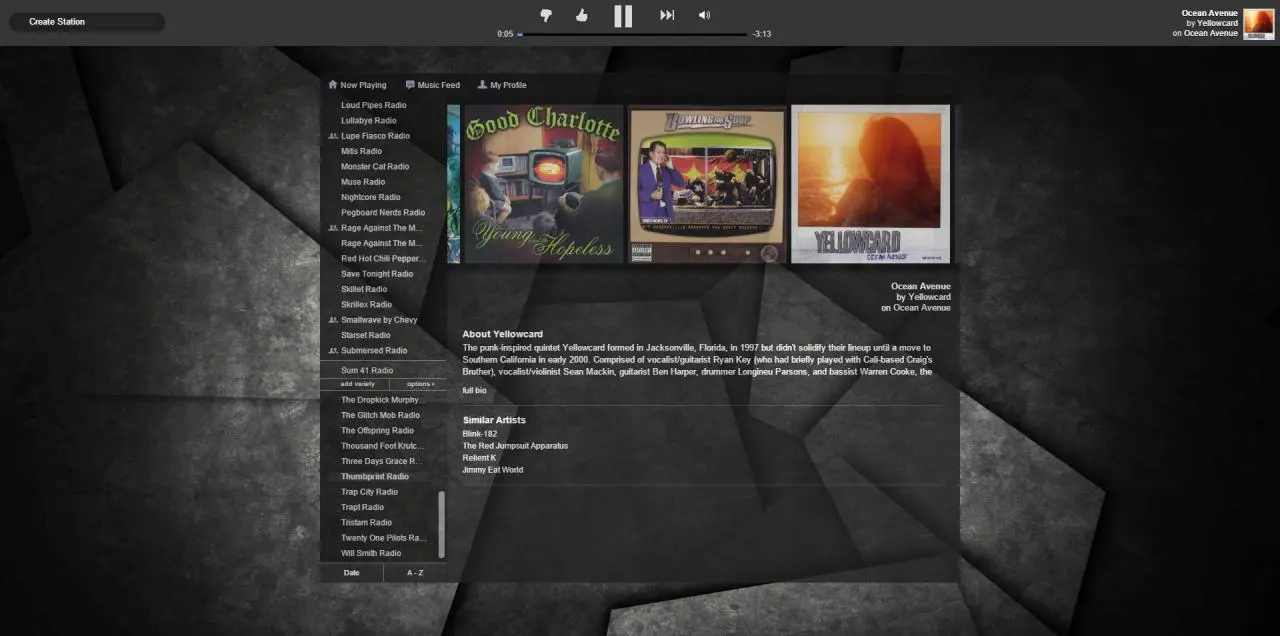 Create Station
0:05
-3:13
Ocean Avenue
by Yellowcard
on Ocean Avenue
Now Playing
Music Feed
My Profile
Loud Pipes Radio
Lullabye Radio
Lupe Fiasco Radio
Mitis Radio
Monster Cat Radio
Muse Radio
Nightcore Radio
Pegboard Nerds Radio
Rage Against The M...
Rage Against The M...
Red Hot Chili Pepper...
Save Tonight Radio
Skillet Radio
Skrillex Radio
Smallwave by Chevy
Starset Radio
Submersed Radio
Sum 41 Radio
add variety
options
The Dropkick Murphy...
The Glitch Mob Radio
The Offspring Radio
Thousand Foot Krutc...
Three Days Grace R...
Thumbprint Radio
Trap City Radio
Trapt Radio
Tristam Radio
Twenty One Pilots Ra...
Will Smith Radio
Date
A - Z
Good Charlotte
Young and Hopeless
Bowling for Soup
YELLOWCARD
OCEAN AVENUE
Ocean Avenue
by Yellowcard
on Ocean Avenue
About Yellowcard
The punk-inspired quintet Yellowcard formed in Jacksonville, Florida, in 1997 but didn't solidify their lineup until a move to
Southern California in early 2000. Comprised of vocalist/guitarist Ryan Key (who had briefly played with Cali-based Craig's
Brother), vocalist/violinist Sean Mackin, guitarist Ben Harper, drummer Longineu Parsons, and bassist Warren Cooke, the
full bio
Similar Artists
Blink-182
The Red Jumpsuit Apparatus
Relient K
Jimmy Eat World